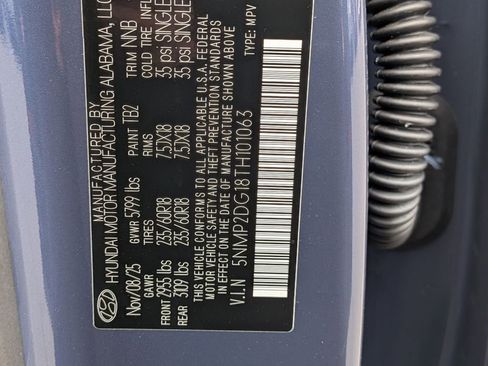 MANUFACTURED BY
HYUNDAI MOTOR MANUFACTURING ALABAMA, LLC
Nov/08/25 PAINT TB2 TRIM NNB
GVWR 5799 lbs
GAWR TIRES RIMS COLD TIRE INFL
FRONT 2955 lbs 235/60R18 7.5JX18 35 psi SINGLE
REAR 3109 lbs 235/60R18 7.5JX18 35 psi SINGLE
THIS VEHICLE CONFORMS TO ALL APPLICABLE U.S.A. FEDERAL
MOTOR VEHICLE SAFETY AND THEFT PREVENTION STANDARDS
IN EFFECT ON THE DATE OF MANUFACTURE SHOWN ABOVE.
V.I.N 5NMP2DG18TH101063 TYPE: MPV